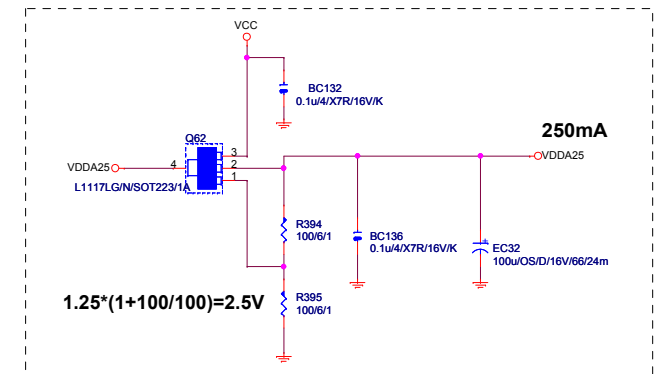 VCC
BC132
0.1u/4/X7R/16V/K
250mA
Q62
3
VDDA25
4
2
VDDA25
1
L1117LG/N/SOT223/1A
R394
100/6/1
BC136
0.1u/4/X7R/16V/K
EC32
100u/OS/D/16V/66/24m
+
1.25*(1+100/100)=2.5V
R395
100/6/1